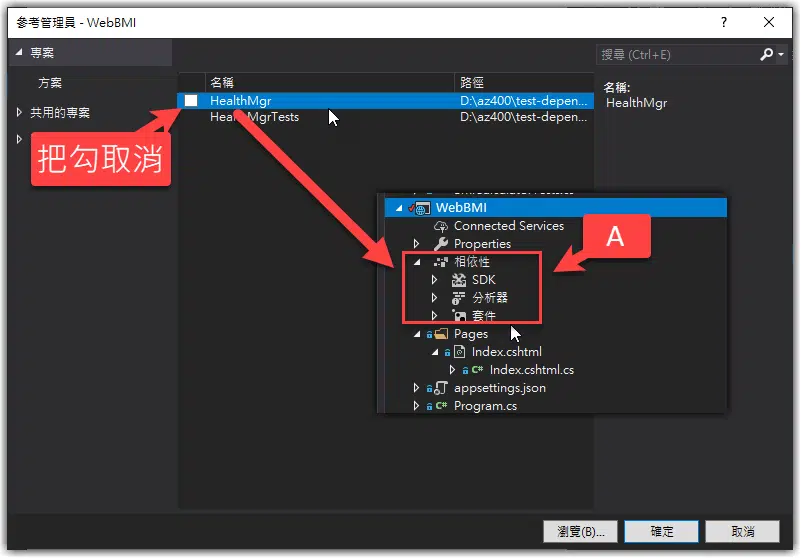 參考管理員 - WebBMI
? ×
專案
搜尋 (Ctrl+E)
方案
名稱
路徑
名稱:
HealthMgr
HealthMgr
D:\az400\test-depen...
共用的專案
D:\az400\test-depen...
把勾取消
WebBMI
Connected Services
A
Properties
相依性
SDK
分析器
套件
Pages
Index.cshtml
C# Index.cshtml.cs
appsettings.json
C# Program.cs
瀏覽(B)...
確定
取消